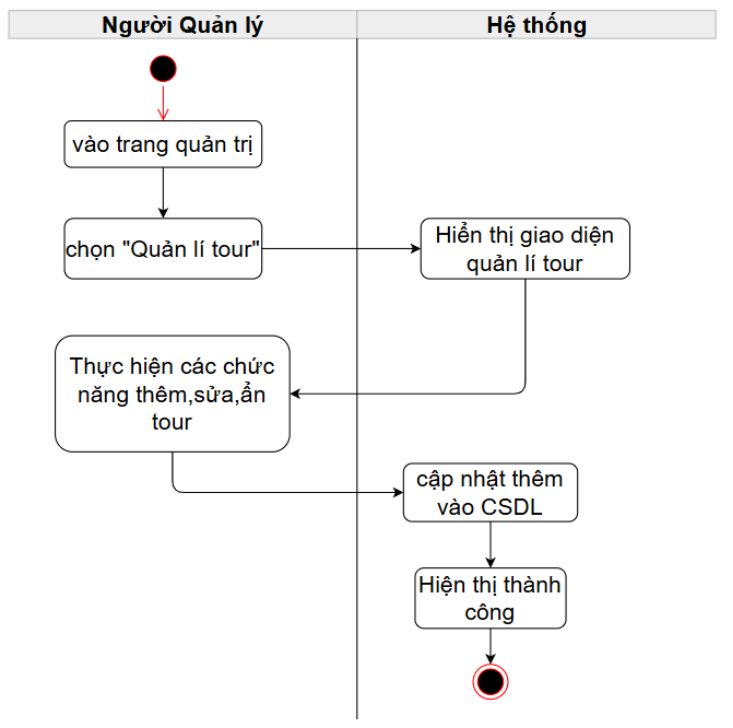 Người Quản lý
Hệ thống
vào trang quản trị
chọn "Quản lí tour"
Hiển thị giao diện
quản lí tour
Thực hiện các chức
năng thêm,sửa,ẩn
tour
cập nhật thêm
vào CSDL
Hiện thị thành
công